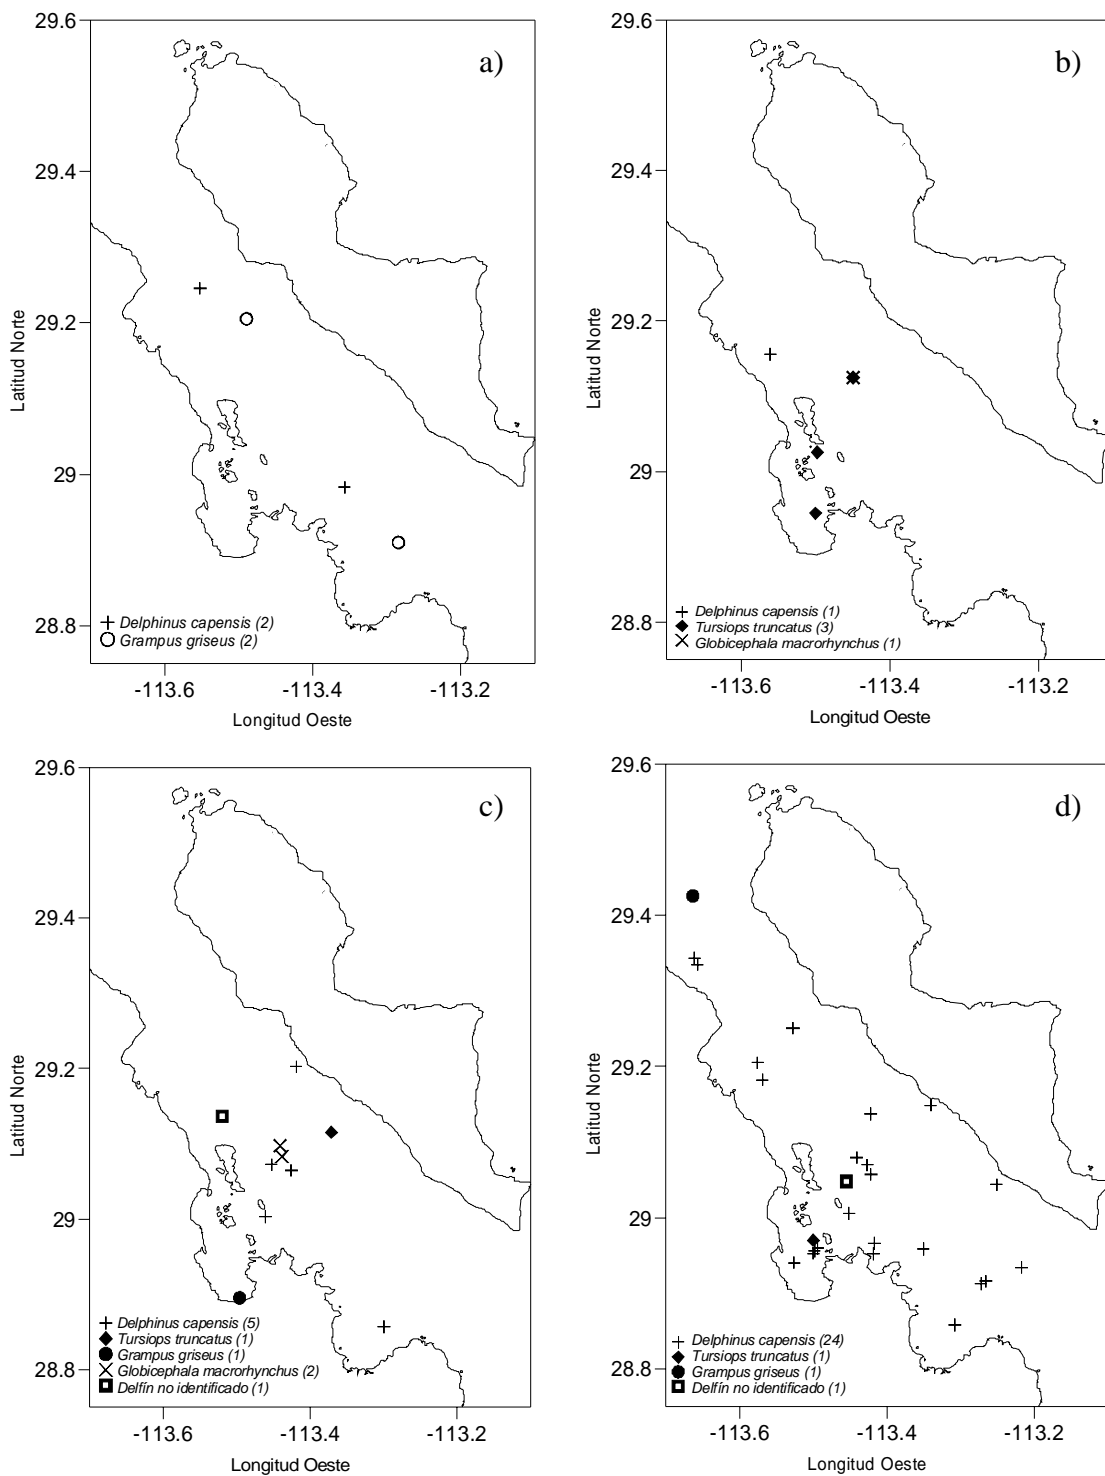 a)
29.6
29.4
29.2
29
28.8
Latitud Norte
Delphinus capensis (2)
Grampus griseus (2)
-113.6
-113.4
-113.2
Longitud Oeste
b)
29.6
29.4
29.2
29
28.8
Latitud Norte
Delphinus capensis (1)
Tursiops truncatus (3)
Globicephala macrorhynchus (1)
-113.6
-113.4
-113.2
Longitud Oeste
c)
29.6
29.4
29.2
29
28.8
Latitud Norte
Delphinus capensis (5)
Tursiops truncatus (1)
Grampus griseus (1)
Globicephala macrorhynchus (2)
Delfín no identificado (1)
-113.6
-113.4
-113.2
Longitud Oeste
d)
29.6
29.4
29.2
29
28.8
Latitud Norte
Delphinus capensis (24)
Tursiops truncatus (1)
Grampus griseus (1)
Delfín no identificado (1)
-113.6
-113.4
-113.2
Longitud Oeste